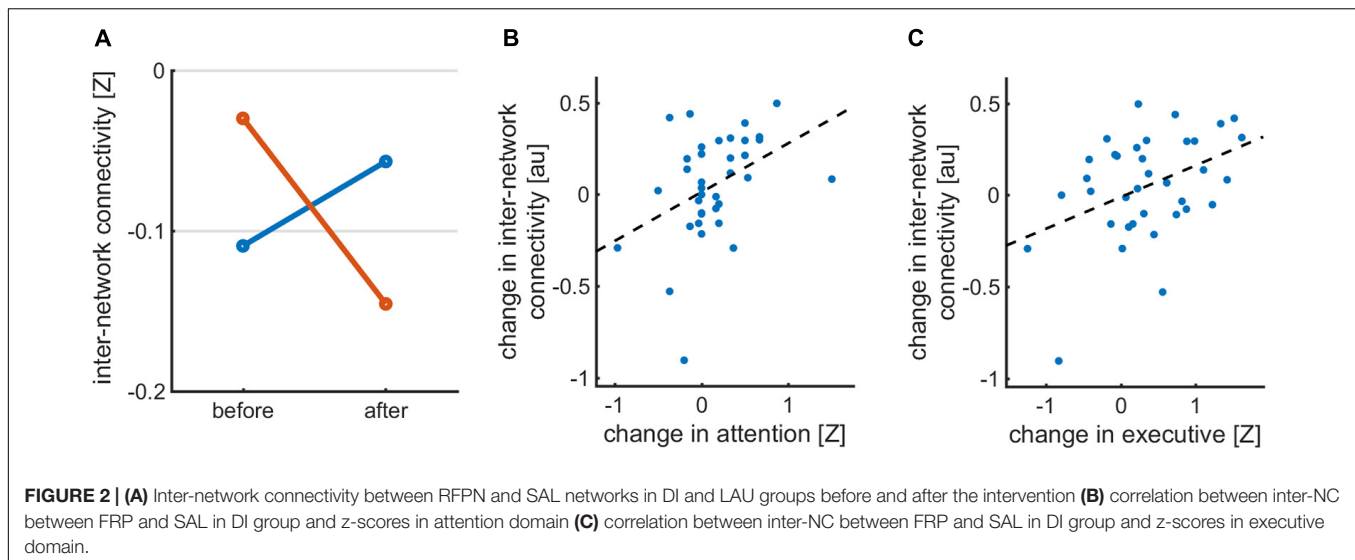 A
B
C
0
-0.1
-0.2
inter-network connectivity [Z]
before after
0.5
0
-0.5
-1
change in inter-network
connectivity [au]
-1 0 1
change in attention [Z]
0.5
0
-0.5
-1
change in inter-network
connectivity [au]
-1 0 1
change in executive [Z]
FIGURE 2 | (A) Inter-network connectivity between RFPN and SAL networks in DI and LAU groups before and after the intervention (B) correlation between inter-NC
between FRP and SAL in DI group and z-scores in attention domain (C) correlation between inter-NC between FRP and SAL in DI group and z-scores in executive
domain.